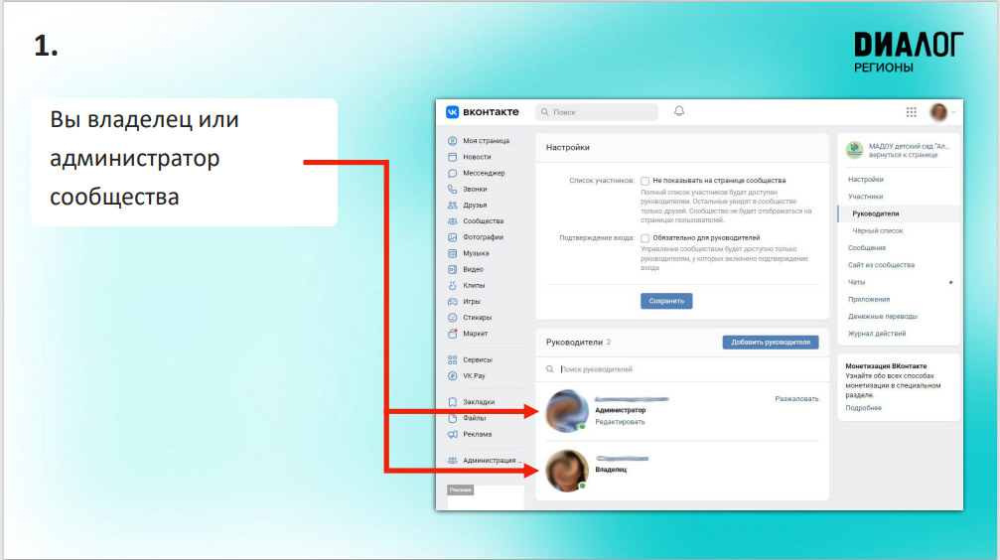 1.
DИАЛОГ
РЕГИОНЫ
Вы владелец или
администратор
сообщества
вконтакте
Поиск
Моя страница
Новости
Мессенджер
Звонки
Друзья
Сообщества
Фотографии
Музыка
Видео
Клипы
Игры
Стикеры
Маркет
Сервисы
VK Pay
Закладки
Файлы
Реклама
Администрация ...
Реклама
Настройки
Список участников:
Не показывать на странице сообщества
Полный список участников будет доступен
руководителям. Остальные увидят в сообществе
только друзей. Сообщество не будет отображаться на
страницах пользователей.
Подтверждение входа:
Обязательно для руководителей
Управление сообществом будет доступно только
руководителям, у которых включено подтверждение
входа
Сохранить
Руководители 2
Добавить руководителя
Поиск руководителей
Администратор
Редактировать
Разжаловать
Владелец
МАДОУ детский сад "Ал...
вернуться к странице
Настройки
Участники
Руководители
Чёрный список
Сообщения
Сайт из сообщества
Чаты
Приложения
Денежные переводы
Журнал действий
Монетизация ВКонтакте
Узнайте обо всех способах
монетизации в специальном
разделе.
Подробнее